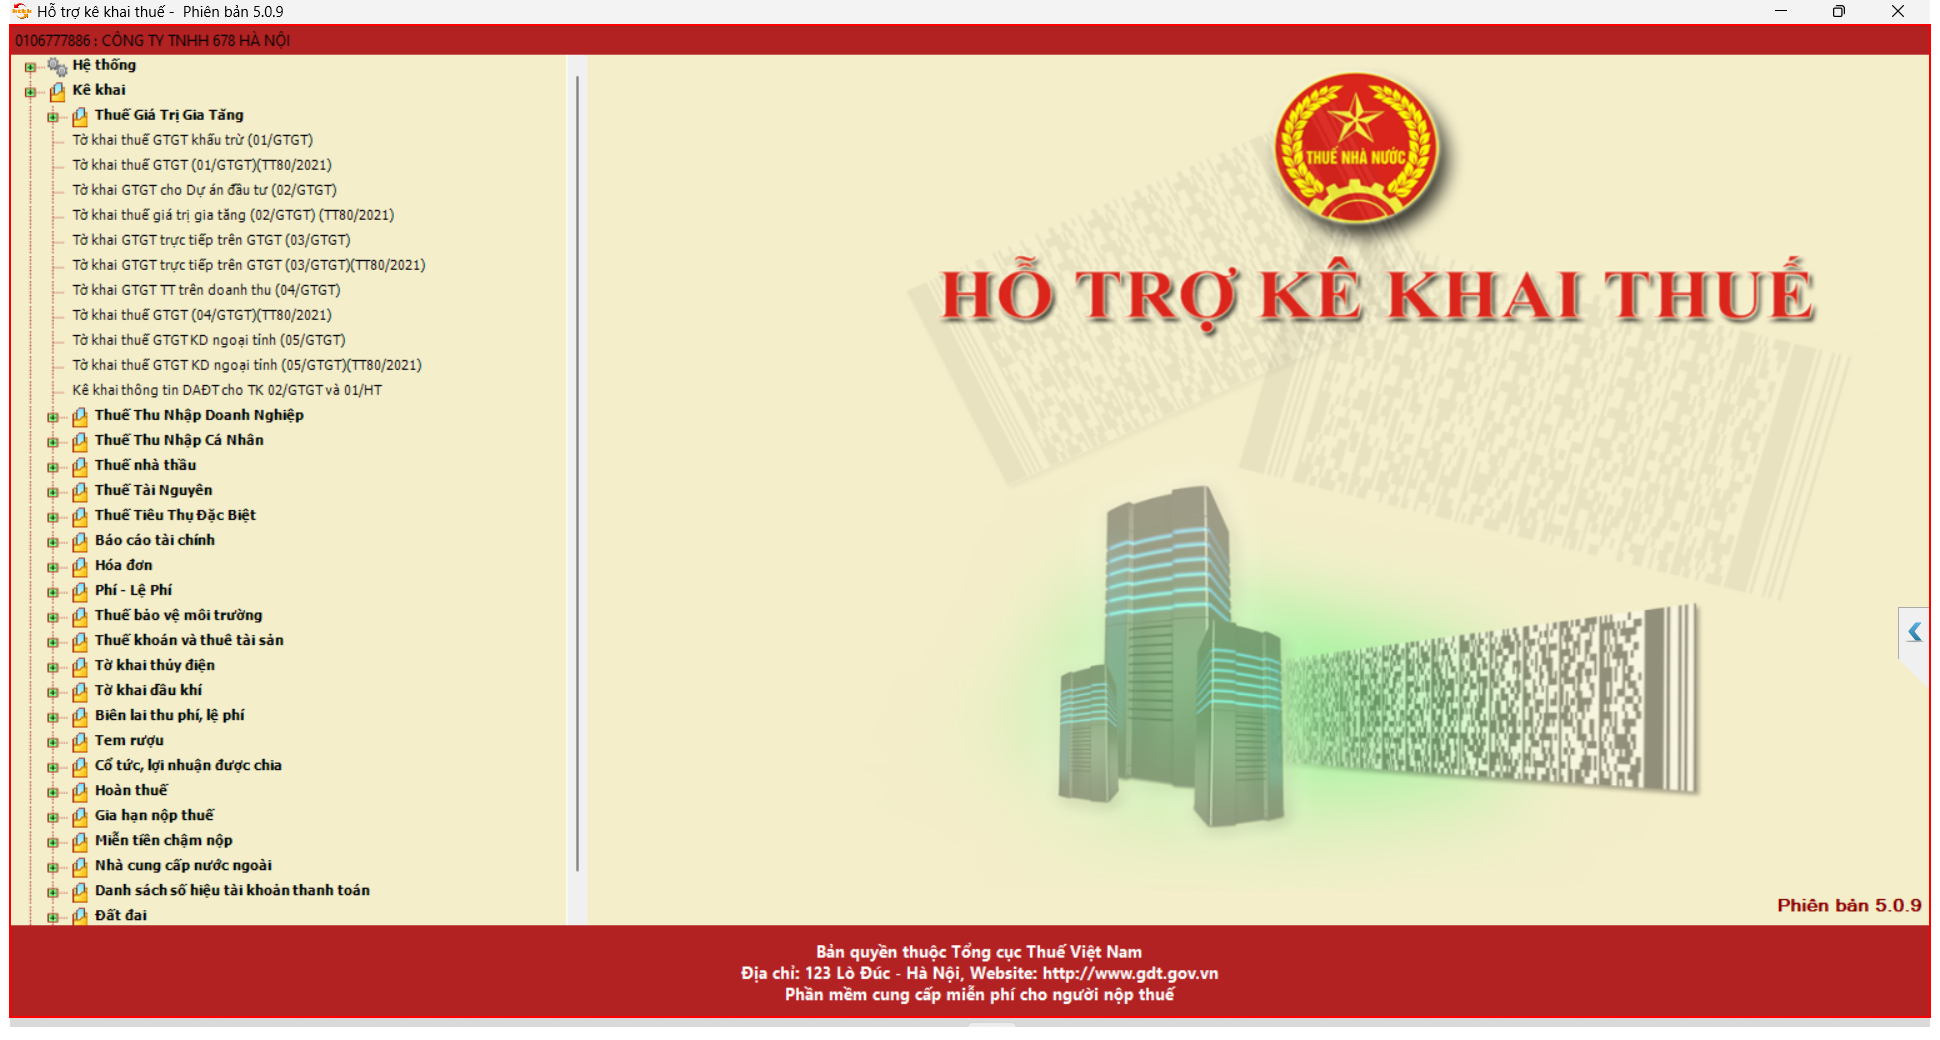 Hỗ trợ kê khai thuế - Phiên bản 5.0.9
0106777886 : CÔNG TY TNHH 678 HÀ NỘI
Hệ thống
Kê khai
Thuế Giá Trị Gia Tăng
Tờ khai thuế GTGT khấu trừ (01/GTGT)
Tờ khai thuế GTGT (01/GTGT)(TT80/2021)
Tờ khai GTGT cho Dự án đầu tư (02/GTGT)
Tờ khai thuế giá trị gia tăng (02/GTGT) (TT80/2021)
Tờ khai GTGT trực tiếp trên GTGT (03/GTGT)
Tờ khai GTGT trực tiếp trên GTGT (03/GTGT)(TT80/2021)
Tờ khai GTGT TT trên doanh thu (04/GTGT)
Tờ khai thuế GTGT (04/GTGT)(TT80/2021)
Tờ khai thuế GTGT KD ngoại tỉnh (05/GTGT)
Tờ khai thuế GTGT KD ngoại tỉnh (05/GTGT)(TT80/2021)
Kê khai thông tin DAĐT cho TK 02/GTGT và 01/HT
Thuế Thu Nhập Doanh Nghiệp
Thuế Thu Nhập Cá Nhân
Thuế nhà thầu
Thuế Tài Nguyên
Thuế Tiêu Thụ Đặc Biệt
Báo cáo tài chính
Hóa đơn
Phí - Lệ Phí
Thuế bảo vệ môi trường
Thuế khoán và thuê tài sản
Tờ khai thủy điện
Tờ khai dầu khí
Biên lai thu phí, lệ phí
Tem rượu
Cổ tức, lợi nhuận được chia
Hoàn thuế
Gia hạn nộp thuế
Miễn tiền chậm nộp
Nhà cung cấp nước ngoài
Danh sách số hiệu tài khoản thanh toán
Đất đai
THUẾ NHÀ NƯỚC
HỖ TRỢ KÊ KHAI THUẾ
Phiên bản 5.0.9
Bản quyền thuộc Tổng cục Thuế Việt Nam
Địa chỉ: 123 Lò Đúc - Hà Nội, Website: http://www.gdt.gov.vn
Phần mềm cung cấp miễn phí cho người nộp thuế